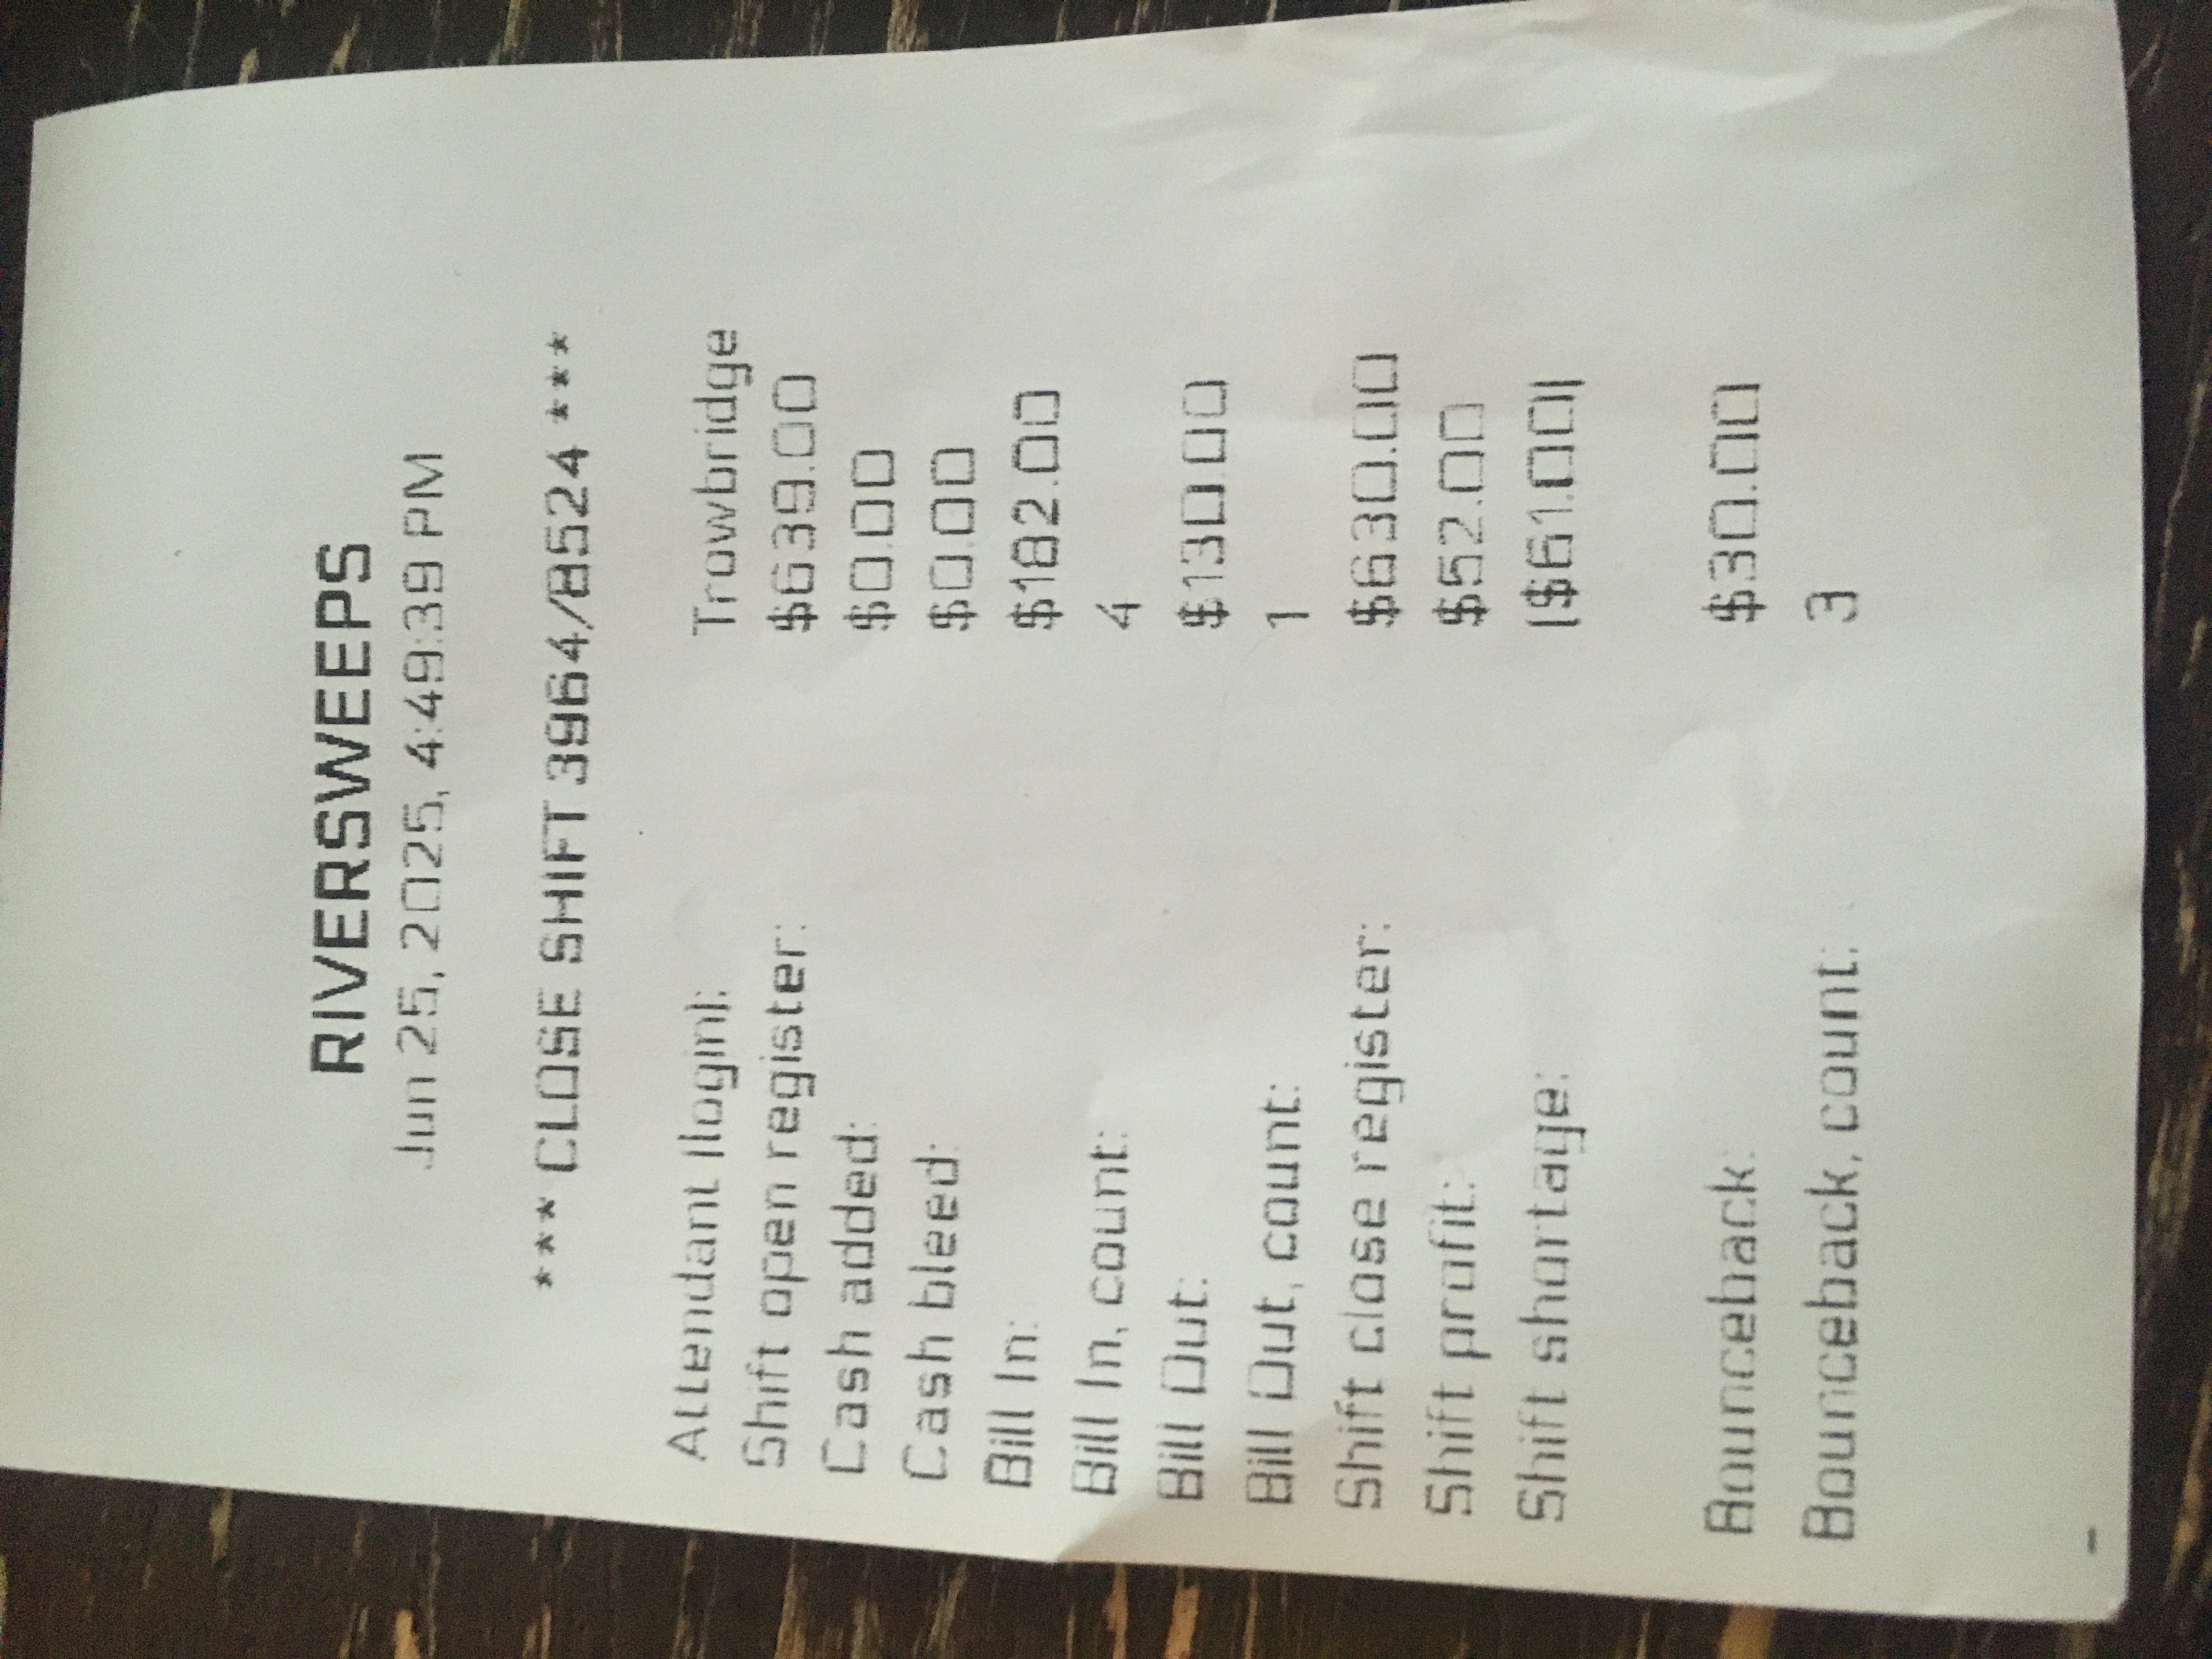 RIVERSWEEPS
Jun 25, 2025, 4:49:39 PM
*** CLOSE SHIFT 3964/8524 ***
Attendant (login): Trowbridge
Shift open register: $639.00
Cash added: $0.00
Cash bleed: $0.00
Bill In: $182.00
Bill In, count: 4
Bill Out: $130.00
Bill Out, count: 1
Shift close register: $630.00
Shift profit: $52.00
Shift shortage: ($61.00)
Bounceback: $30.00
Bounceback, count: 3
-